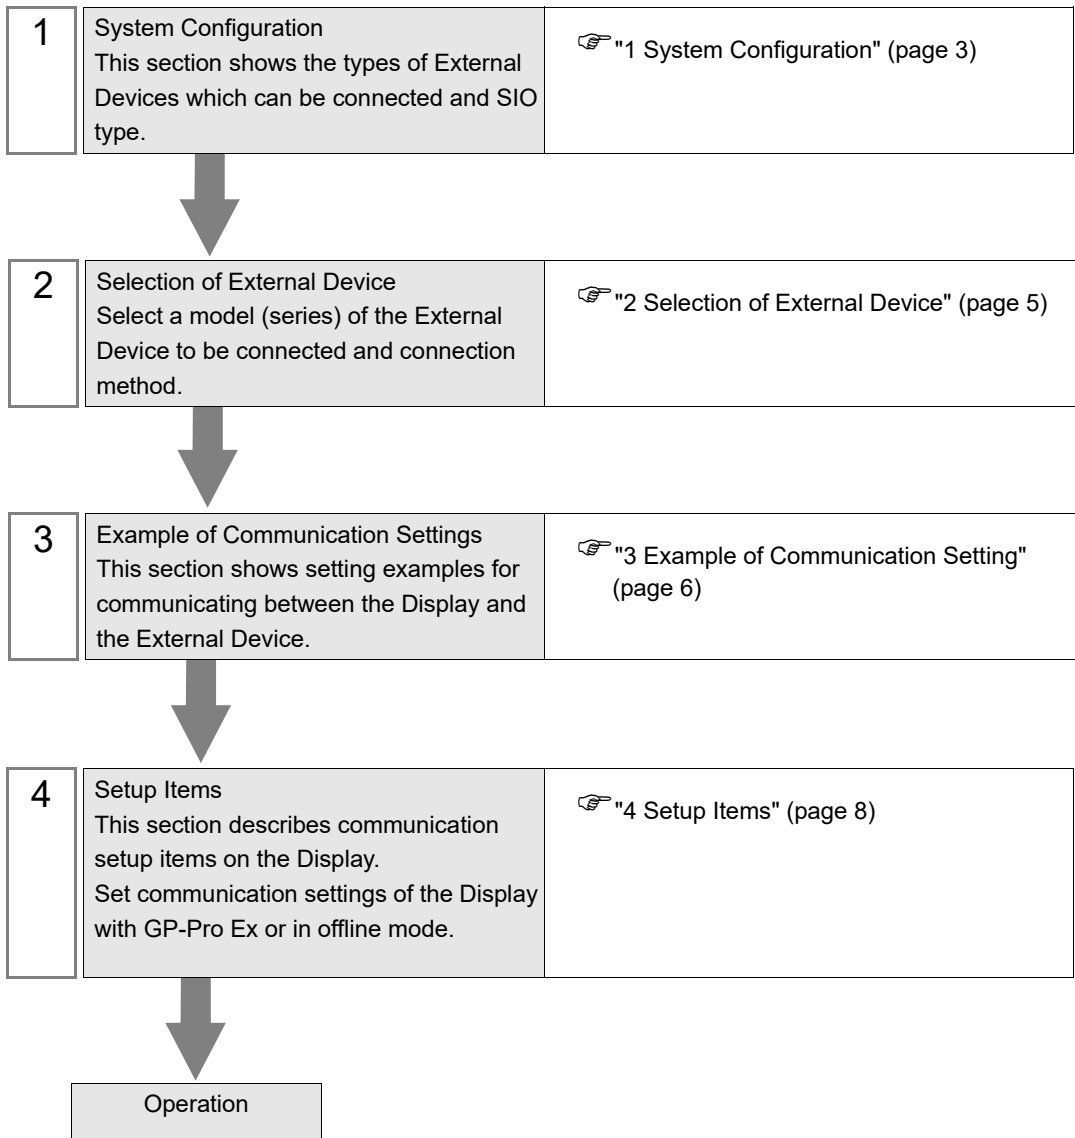 1
System Configuration
This section shows the types of External
Devices which can be connected and SIO
type.
"1 System Configuration" (page 3)
2
Selection of External Device
Select a model (series) of the External
Device to be connected and connection
method.
"2 Selection of External Device" (page 5)
3
Example of Communication Settings
This section shows setting examples for
communicating between the Display and
the External Device.
"3 Example of Communication Setting"
(page 6)
4
Setup Items
This section describes communication
setup items on the Display.
Set communication settings of the Display
with GP-Pro Ex or in offline mode.
"4 Setup Items" (page 8)
Operation